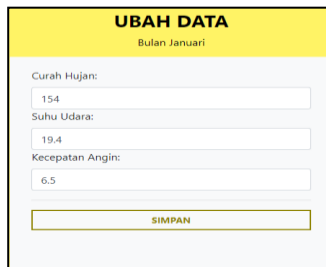 UBAH DATA
Bulan Januari
Curah Hujan:
154
Suhu Udara:
19.4
Kecepatan Angin:
6.5
SIMPAN